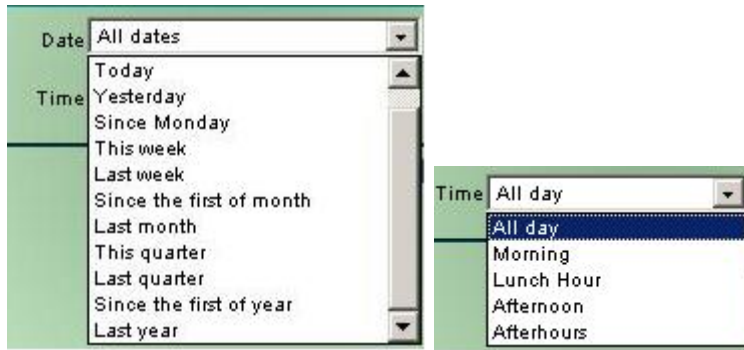 Date All dates
Today
Time Yesterday
Since Monday
This week
Last week
Since the first of month
Last month
This quarter
Last quarter
Since the first of year
Last year
Time All day
All day
Morning
Lunch Hour
Afternoon
Afterhours